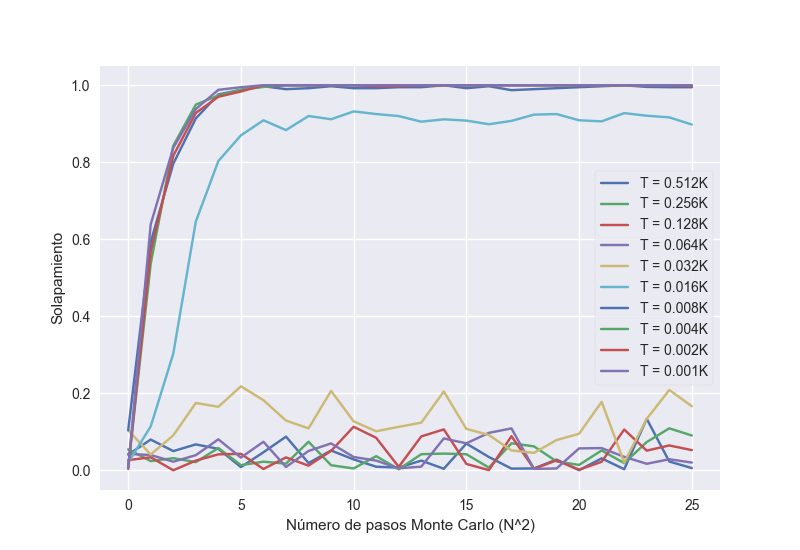 1.0
0.8
0.6
0.4
0.2
0.0
Solapamiento
T = 0.512K
T = 0.256K
T = 0.128K
T = 0.064K
T = 0.032K
T = 0.016K
T = 0.008K
T = 0.004K
T = 0.002K
T = 0.001K
0 5 10 15 20 25
Número de pasos Monte Carlo (N^2)